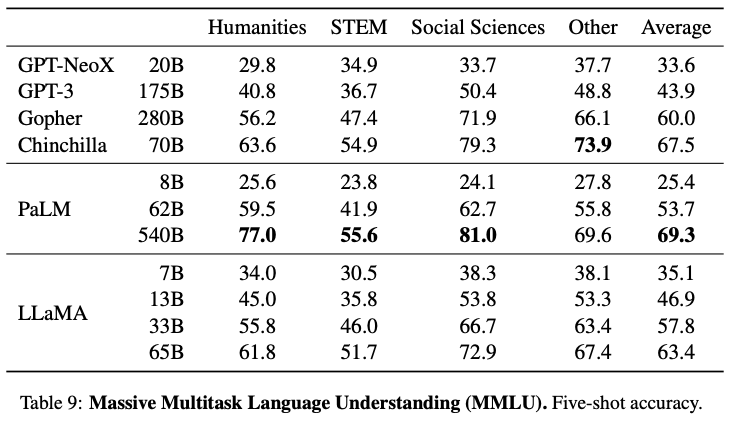 Humanities STEM Social Sciences Other Average
GPT-NeoX 20B 29.8 34.9 33.7 37.7 33.6
GPT-3 175B 40.8 36.7 50.4 48.8 43.9
Gopher 280B 56.2 47.4 71.9 66.1 60.0
Chinchilla 70B 63.6 54.9 79.3 73.9 67.5
8B 25.6 23.8 24.1 27.8 25.4
PaLM 62B 59.5 41.9 62.7 55.8 53.7
540B 77.0 55.6 81.0 69.6 69.3
7B 34.0 30.5 38.3 38.1 35.1
LLaMA 13B 45.0 35.8 53.8 53.3 46.9
33B 55.8 46.0 66.7 63.4 57.8
65B 61.8 51.7 72.9 67.4 63.4
Table 9: Massive Multitask Language Understanding (MMLU). Five-shot accuracy.